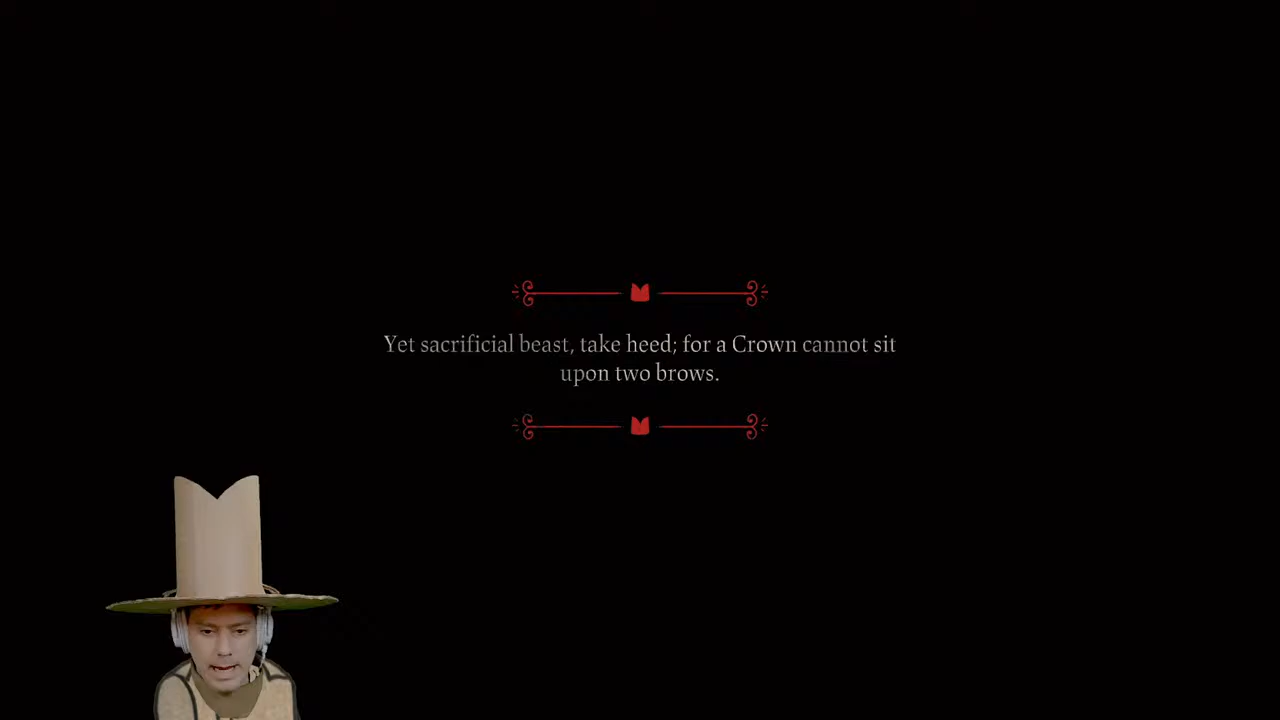 Yet sacrificial beast, take heed; for a Crown cannot sit
upon two brows.